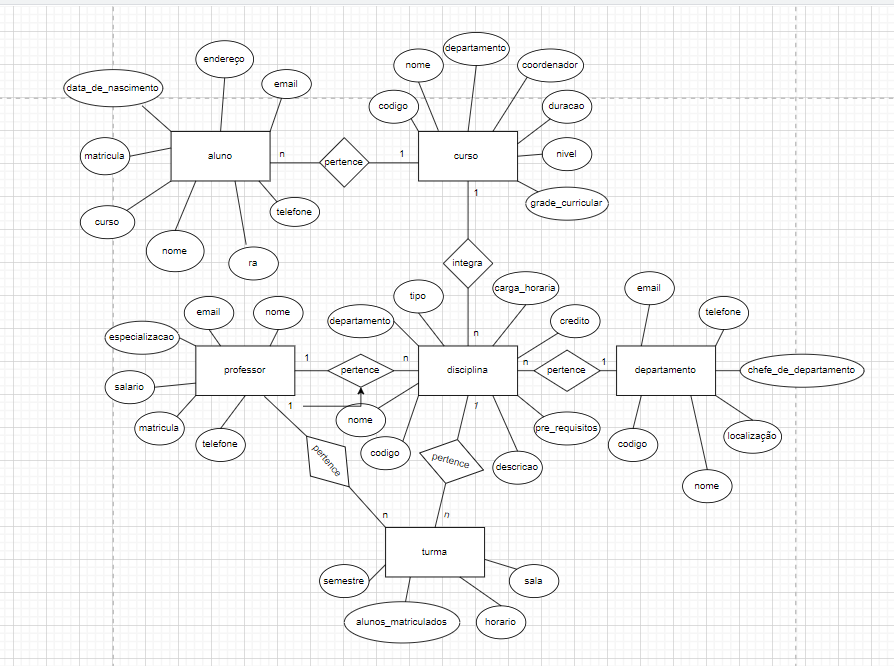 departamento
endereço
nome
coordenador
email
data_de_nascimento
codigo
duracao
matricula
aluno
n
pertence
1
curso
nivel
1
grade_curricular
telefone
curso
nome
ra
integra
email
carga_horaria
tipo
email
nome
telefone
departamento
credito
especializacao
n
professor
1
pertence
n
disciplina
n
pertence
1
departamento
chefe_de_departamento
salario
1
1
nome
matricula
pre_requisitos
telefone
codigo
pertence
pertence
descricao
codigo
localização
nome
n
n
turma
semestre
sala
alunos_matriculados
horario